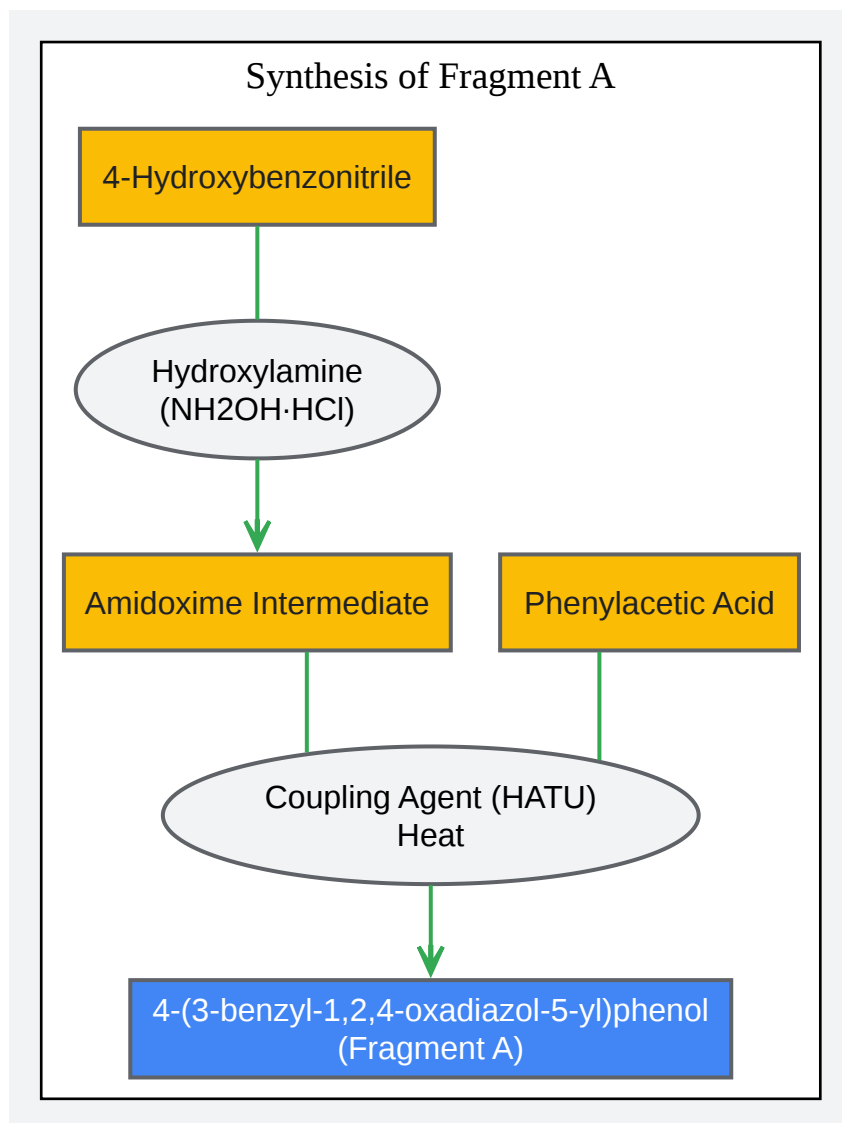 Synthesis of Fragment A
4-Hydroxybenzonitrile
Hydroxylamine
(NH2OH·HCl)
Amidoxime Intermediate
Phenylacetic Acid
Coupling Agent (HATU)
Heat
4-(3-benzyl-1,2,4-oxadiazol-5-yl)phenol
(Fragment A)